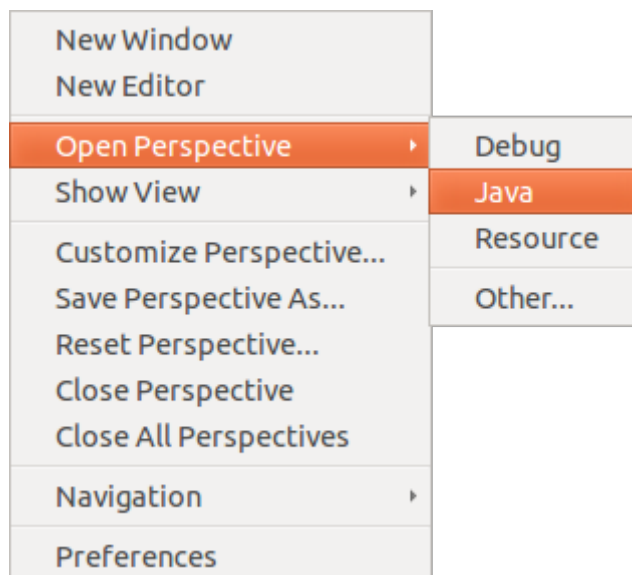 New Window
New Editor
Open Perspective
Show View
Customize Perspective...
Save Perspective As...
Reset Perspective...
Close Perspective
Close All Perspectives
Navigation
Preferences
Debug
Java
Resource
Other...